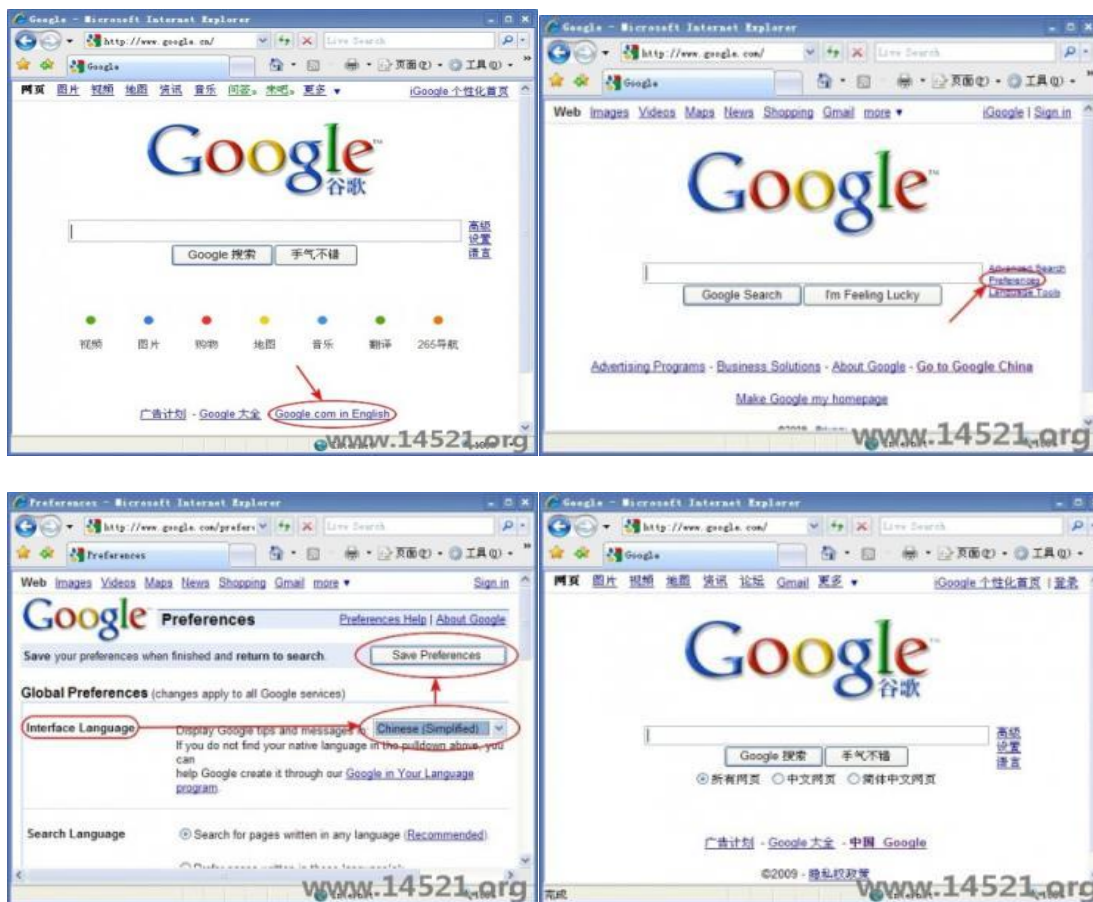 Google - Microsoft Internet Explorer
http://www.google.cn/
Live Search
Google
页面(P)
工具(O)
网页 图片 视频 地图 资讯 音乐 问答 来吧 更多 ▼
iGoogle 个性化首页
Google
谷歌
高级
设置
语言
Google 搜索
手气不错
视频 图片 购物 地图 音乐 翻译 265导航
广告计划 - Google 大全 - Google.com in English
www.14521.org
Google - Microsoft Internet Explorer
http://www.google.com/
Live Search
Google
页面(P)
工具(O)
Web Images Videos Maps News Shopping Gmail more ▼
iGoogle | Sign in
Google
Advanced Search
Preferences
Language Tools
Google Search
I'm Feeling Lucky
Advertising Programs - Business Solutions - About Google - Go to Google China
Make Google my homepage
www.14521.org
Preferences - Microsoft Internet Explorer
http://www.google.com/prefer
Live Search
Preferences
页面(P)
工具(O)
Web Images Videos Maps News Shopping Gmail more ▼
Sign in
Google Preferences
Preferences Help | About Google
Save your preferences when finished and return to search.
Save Preferences
Global Preferences (changes apply to all Google services)
Interface Language
Display Google tips and messages in: Chinese (Simplified)
If you do not find your native language in the pulldown above, you
can
help Google create it through our Google in Your Language
program.
Search Language
Search for pages written in any language (Recommended)
www.14521.org
Google - Microsoft Internet Explorer
http://www.google.com/
Live Search
Google
页面(P)
工具(O)
网页 图片 视频 地图 资讯 论坛 Gmail 更多 ▼
iGoogle 个性化首页 | 登录
Google
谷歌
高级
设置
语言
Google 搜索
手气不错
所有网页 中文网页 简体中文网页
广告计划 - Google 大全 - 中国 Google
©2009 - 隐私权政策
完成
www.14521.org